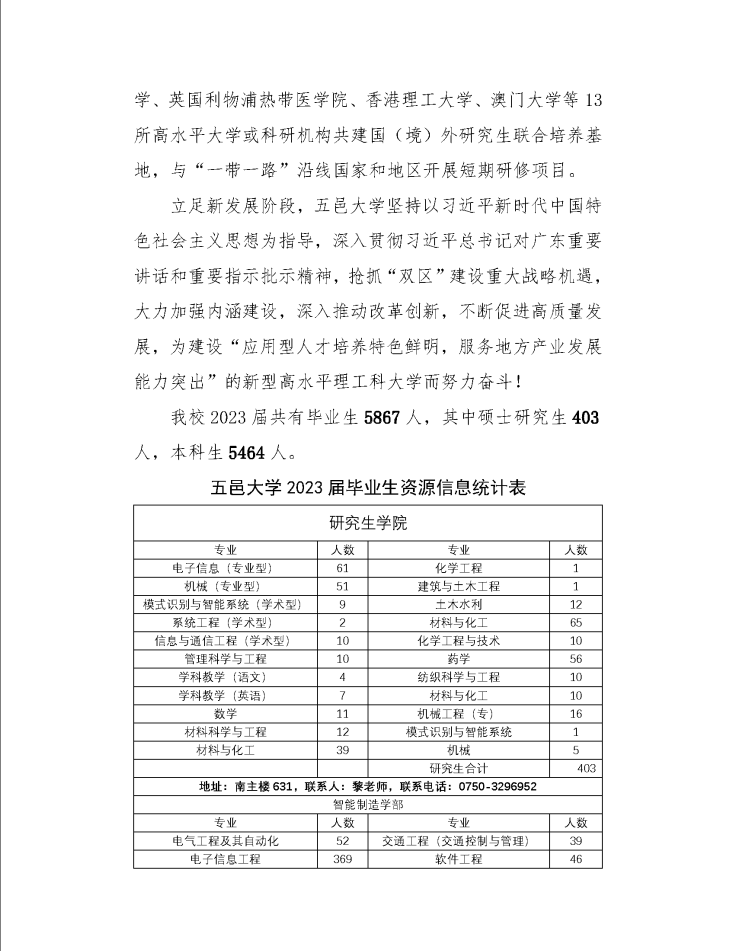 学、英国利物浦热带医学院、香港理工大学、澳门大学等 13
所高水平大学或科研机构共建国（境）外研究生联合培养基
地，与“一带一路”沿线国家和地区开展短期研修项目。
立足新发展阶段，五邑大学坚持以习近平新时代中国特
色社会主义思想为指导，深入贯彻习近平总书记对广东重要
讲话和重要指示批示精神，抢抓“双区”建设重大战略机遇，
大力加强内涵建设，深入推动改革创新，不断促进高质量发
展，为建设“应用型人才培养特色鲜明，服务地方产业发展
能力突出”的新型高水平理工科大学而努力奋斗！
我校 2023 届共有毕业生 5867 人，其中硕士研究生 403
人，本科生 5464 人。
五邑大学 2023 届毕业生资源信息统计表
研究生学院
专业 人数 专业 人数
电子信息（专业型） 61 化学工程 1
机械（专业型） 51 建筑与土木工程 1
模式识别与智能系统（学术型） 9 土木水利 12
系统工程（学术型） 2 材料与化工 65
信息与通信工程（学术型） 10 化学工程与技术 10
管理科学与工程 10 药学 56
学科教学（语文） 4 纺织科学与工程 10
学科教学（英语） 7 材料与化工 10
数学 11 机械工程（专） 16
材料科学与工程 12 模式识别与智能系统 1
材料与化工 39 机械 5
研究生合计 403
地址：南主楼 631，联系人：黎老师，联系电话：0750-3296952
智能制造学部
专业 人数 专业 人数
电气工程及其自动化 52 交通工程（交通控制与管理） 39
电子信息工程 369 软件工程 46